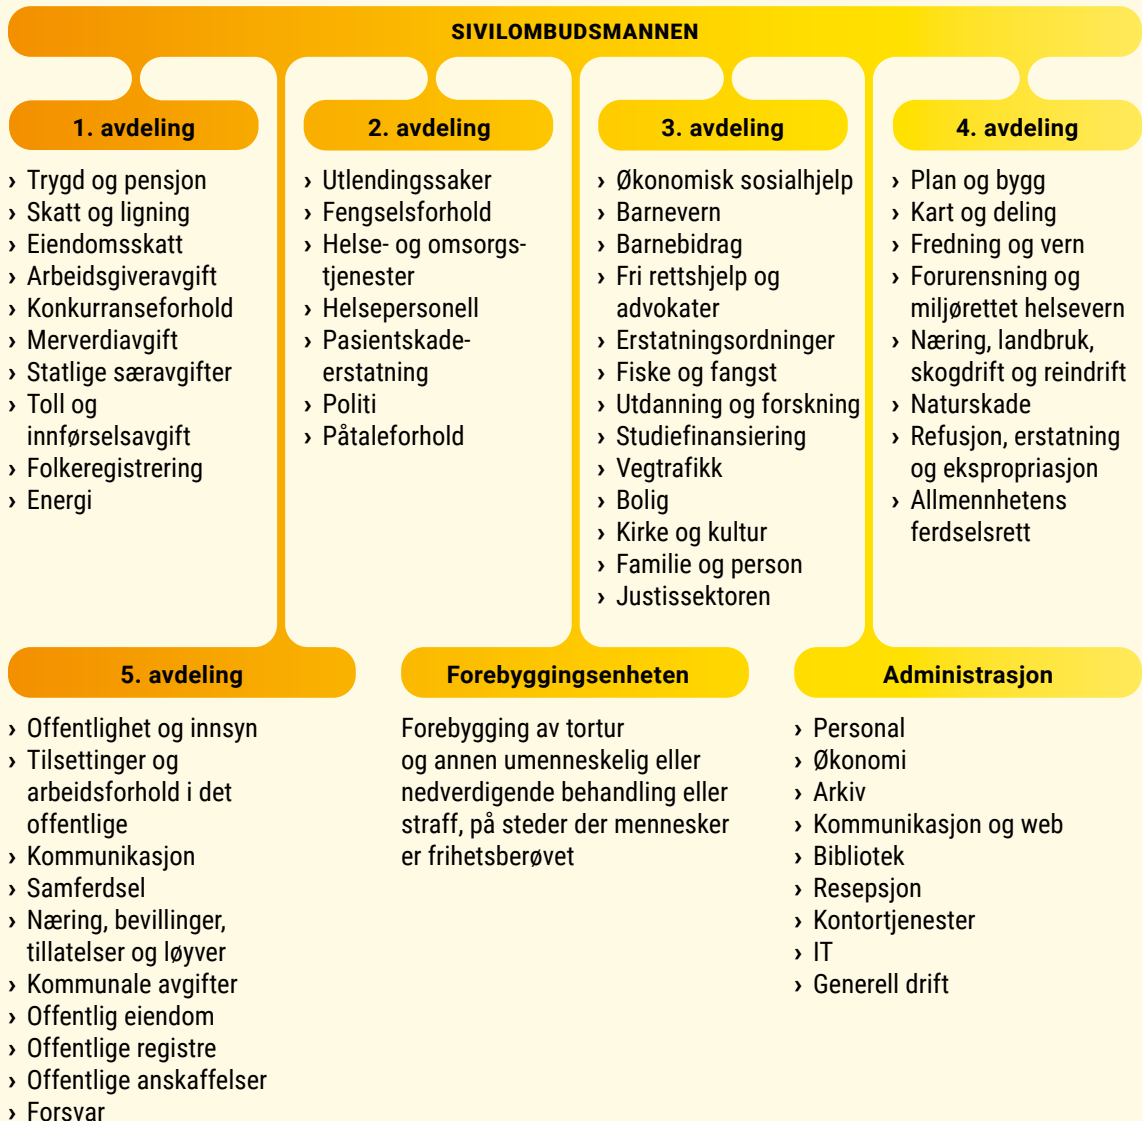 SIVILOMBUDSMANNEN
1. avdeling
› Trygd og pensjon
› Skatt og ligning
› Eiendomsskatt
› Arbeidsgiveravgift
› Konkurranseforhold
› Merverdiavgift
› Statlige særavgifter
› Toll og
innførselsavgift
› Folkeregistrering
› Energi
2. avdeling
› Utlendingssaker
› Fengselsforhold
› Helse- og omsorgs-
tjenester
› Helsepersonell
› Pasientskade-
erstatning
› Politi
› Påtaleforhold
3. avdeling
› Økonomisk sosialhjelp
› Barnevern
› Barnebidrag
› Fri rettshjelp og
advokater
› Erstatningsordninger
› Fiske og fangst
› Utdanning og forskning
› Studiefinansiering
› Vegtrafikk
› Bolig
› Kirke og kultur
› Familie og person
› Justissektoren
4. avdeling
› Plan og bygg
› Kart og deling
› Fredning og vern
› Forurensning og
miljørettet helsevern
› Næring, landbruk,
skogdrift og reindrift
› Naturskade
› Refusjon, erstatning
og ekspropriasjon
› Allmennhetens
ferdselsrett
5. avdeling
› Offentlighet og innsyn
› Tilsettinger og
arbeidsforhold i det
offentlige
› Kommunikasjon
› Samferdsel
› Næring, bevillinger,
tillatelser og løyver
› Kommunale avgifter
› Offentlig eiendom
› Offentlige registre
› Offentlige anskaffelser
› Forsvar
Forebyggingsenheten
Forebygging av tortur
og annen umenneskelig eller
nedverdigende behandling eller
straff, på steder der mennesker
er frihetsberøvet
Administrasjon
› Personal
› Økonomi
› Arkiv
› Kommunikasjon og web
› Bibliotek
› Resepsjon
› Kontortjenester
› IT
› Generell drift